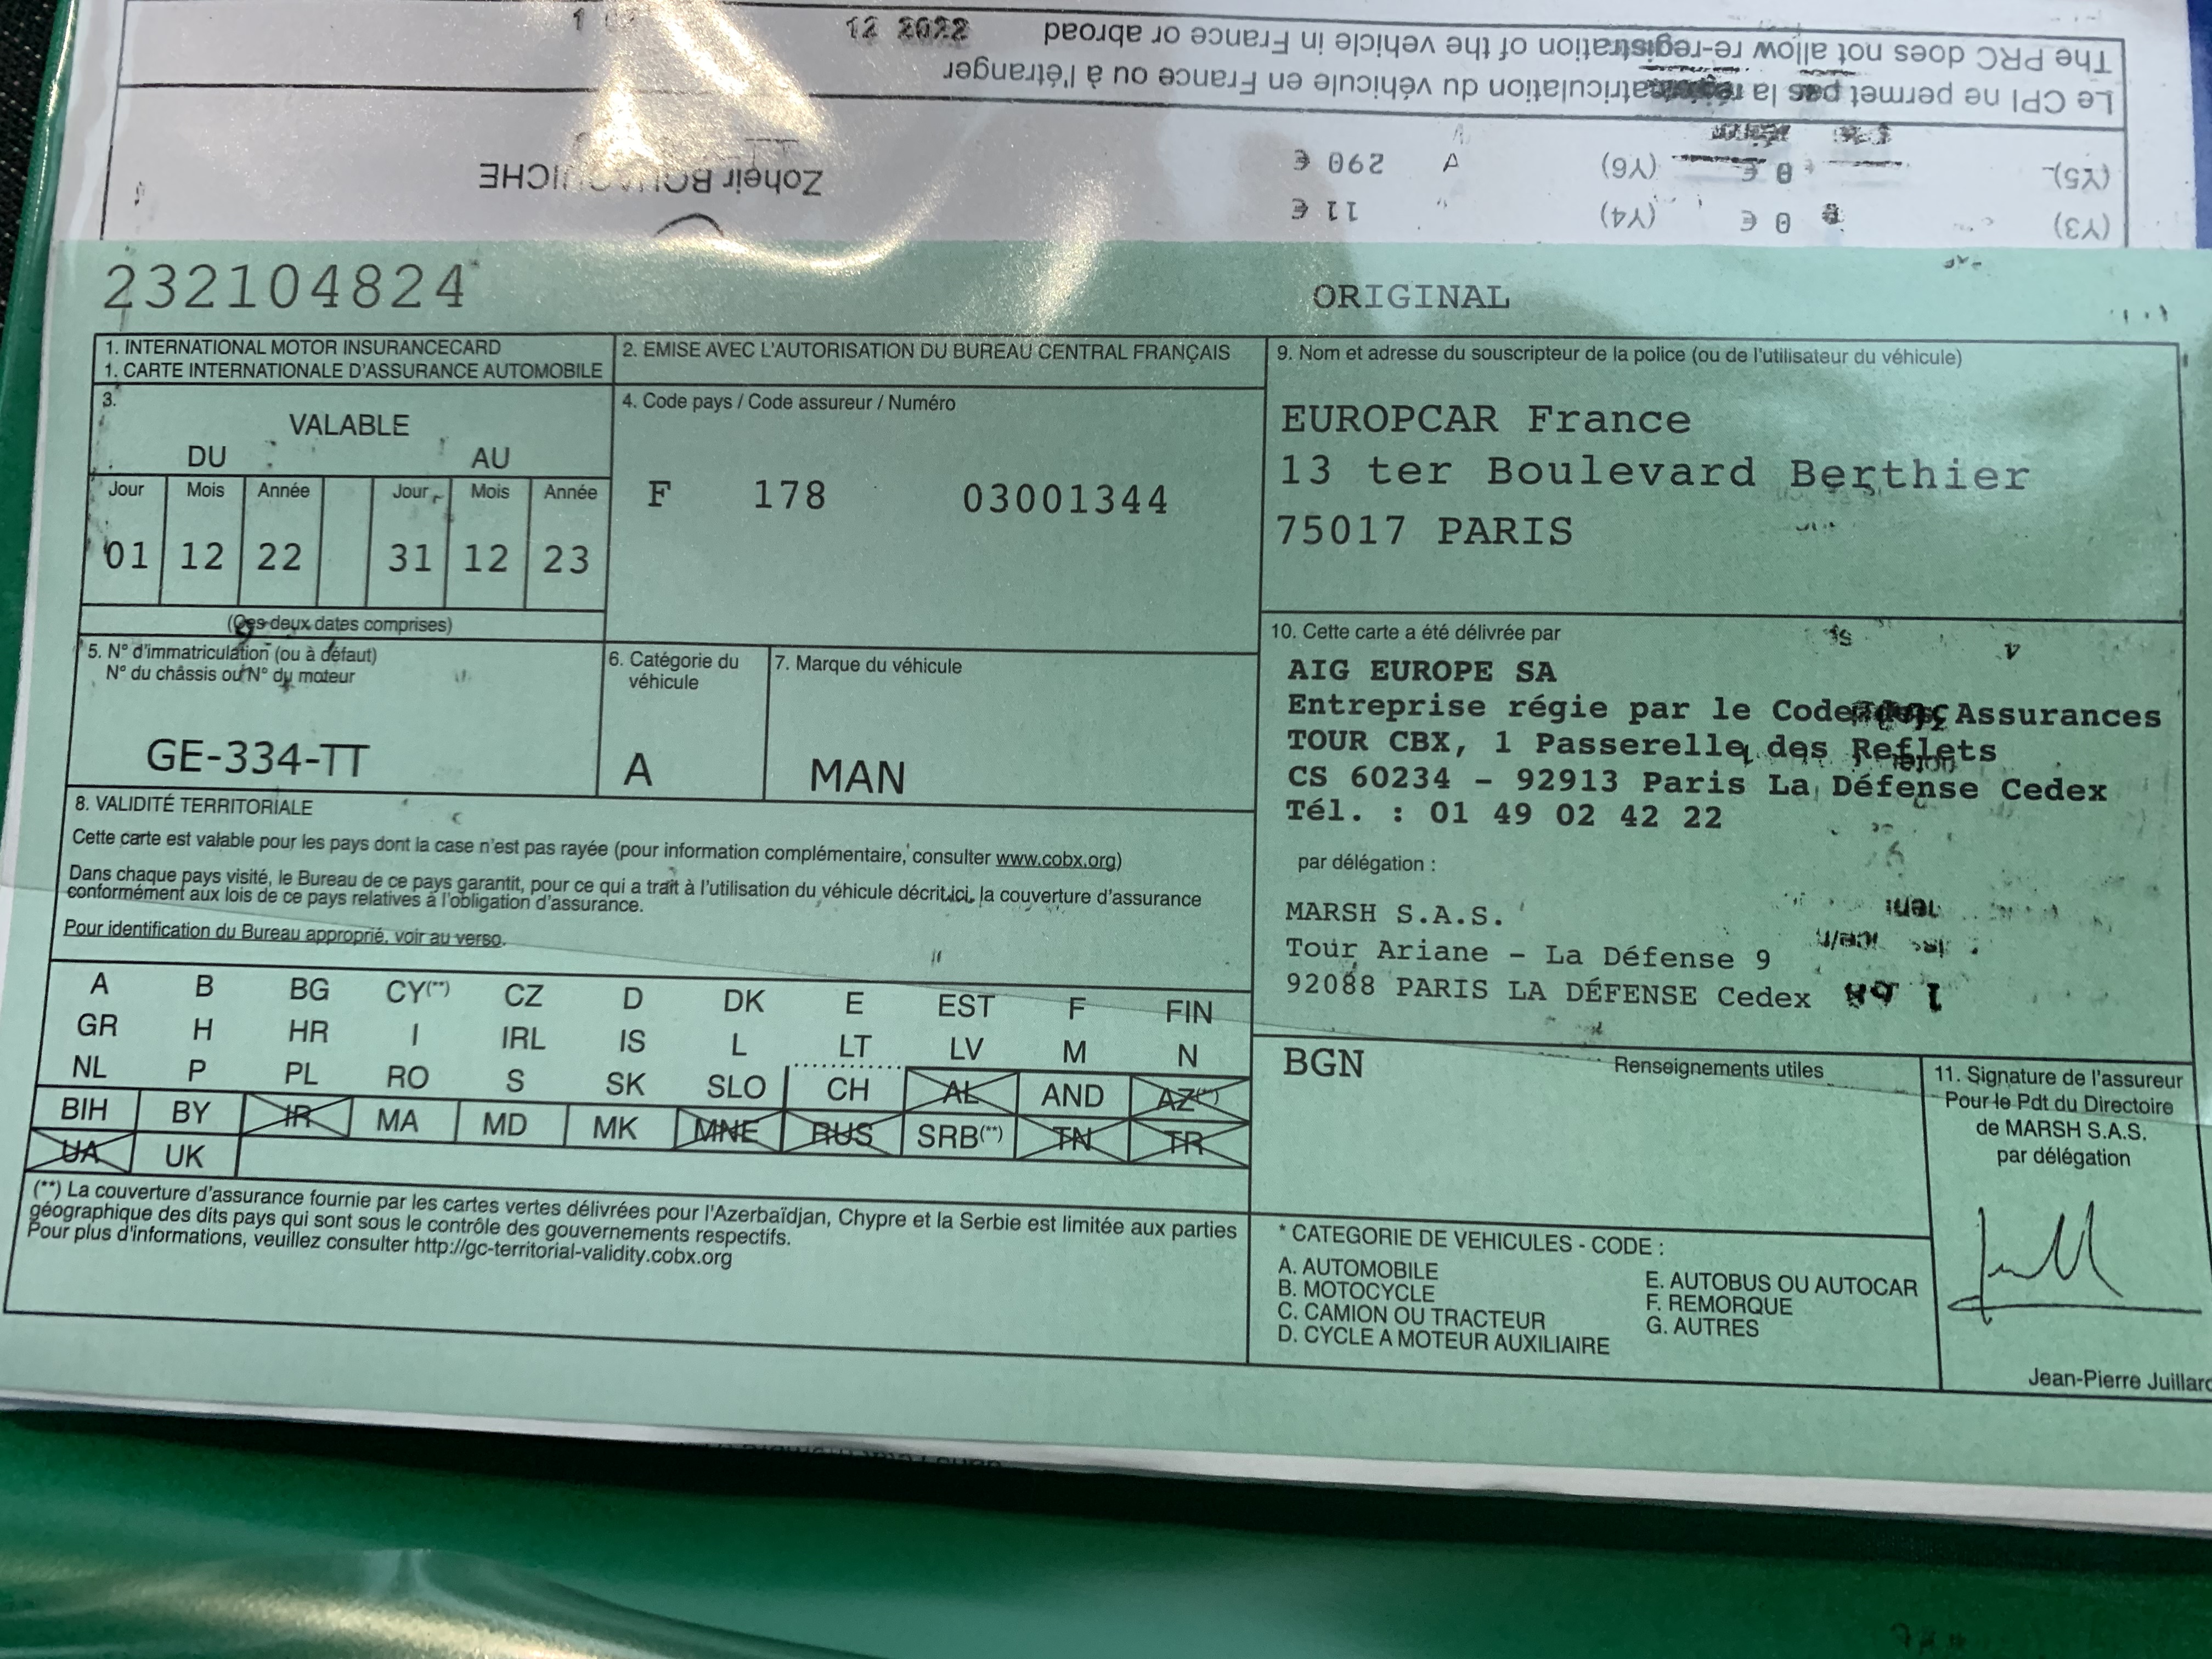 The PRC does not allow re-registration of the vehicle in France or abroad
12 2022
Le CPI ne permet pas la du véhicule en France ou à l'étranger
(Y5) 0 € (Y6) 290 € A
(Y3) 0 € (Y4) 11 €
Zoheir
232104824
ORIGINAL
1. INTERNATIONAL MOTOR INSURANCECARD
1. CARTE INTERNATIONALE D'ASSURANCE AUTOMOBILE
2. EMISE AVEC L'AUTORISATION DU BUREAU CENTRAL FRANÇAIS
3.
VALABLE
DU AU
Jour Mois Année Jour Mois Année
01 12 22 31 12 23
(Ces deux dates comprises)
4. Code pays / Code assureur / Numéro
F 178 03001344
5. N° d'immatriculation (ou à défaut)
N° du châssis ou N° du moteur
GE-334-TT
6. Catégorie du
véhicule
A
7. Marque du véhicule
MAN
8. VALIDITÉ TERRITORIALE
Cette carte est valable pour les pays dont la case n'est pas rayée (pour information complémentaire, consulter www.cobx.org)
Dans chaque pays visité, le Bureau de ce pays garantit, pour ce qui a trait à l'utilisation du véhicule décrit ici, la couverture d'assurance
conformément aux lois de ce pays relatives à l'obligation d'assurance.
Pour identification du Bureau approprié, voir au verso.
A B BG CY(**) CZ D DK E EST F FIN
GR H HR I IRL IS L LT LV M N
NL P PL RO S SK SLO CH AL AND AZ(**)
BIH BY IR MA MD MK MNE RUS SRB(**) TN TR
UA UK
(**) La couverture d'assurance fournie par les cartes vertes délivrées pour l'Azerbaïdjan, Chypre et la Serbie est limitée aux parties
géographique des dits pays qui sont sous le contrôle des gouvernements respectifs.
Pour plus d'informations, veuillez consulter http://gc-territorial-validity.cobx.org
9. Nom et adresse du souscripteur de la police (ou de l'utilisateur du véhicule)
EUROPCAR France
13 ter Boulevard Berthier
75017 PARIS
10. Cette carte a été délivrée par
AIG EUROPE SA
Entreprise régie par le Code des Assurances
TOUR CBX, 1 Passerelle des Reflets
CS 60234 - 92913 Paris La Défense Cedex
Tél. : 01 49 02 42 22
par délégation :
MARSH S.A.S.
Tour Ariane - La Défense 9
92088 PARIS LA DÉFENSE Cedex
BGN
Renseignements utiles
11. Signature de l'assureur
Pour le Pdt du Directoire
de MARSH S.A.S.
par délégation
Jean-Pierre Juillard
* CATEGORIE DE VEHICULES - CODE :
A. AUTOMOBILE
B. MOTOCYCLE
C. CAMION OU TRACTEUR
D. CYCLE A MOTEUR AUXILIAIRE
E. AUTOBUS OU AUTOCAR
F. REMORQUE
G. AUTRES